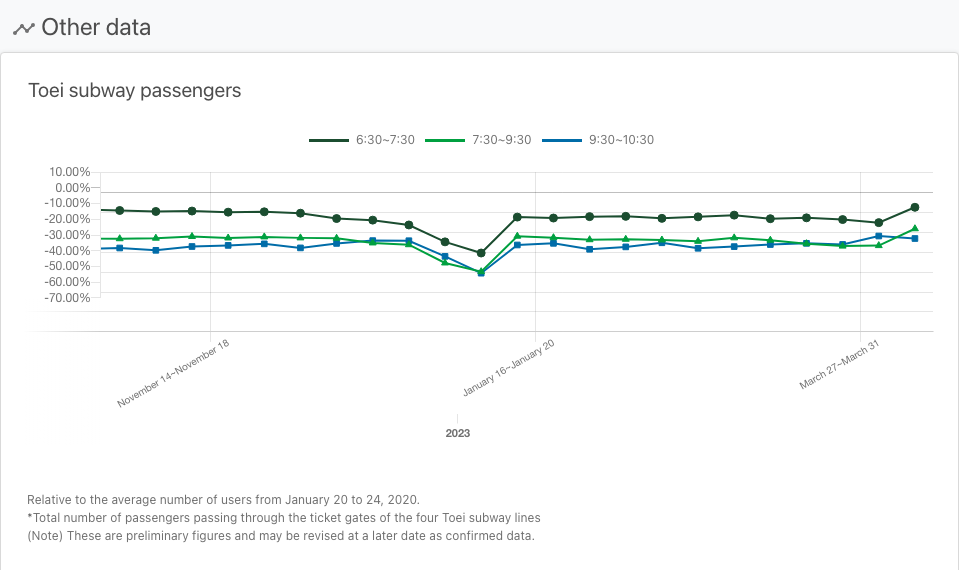 Other data
Toei subway passengers
6:30~7:30 7:30~9:30 9:30~10:30
10.00%
0.00%
-10.00%
-20.00%
-30.00%
-40.00%
-50.00%
-60.00%
-70.00%
November 14~November 18
January 16~January 20
March 27~March 31
2023
Relative to the average number of users from January 20 to 24, 2020.
*Total number of passengers passing through the ticket gates of the four Toei subway lines
(Note) These are preliminary figures and may be revised at a later date as confirmed data.